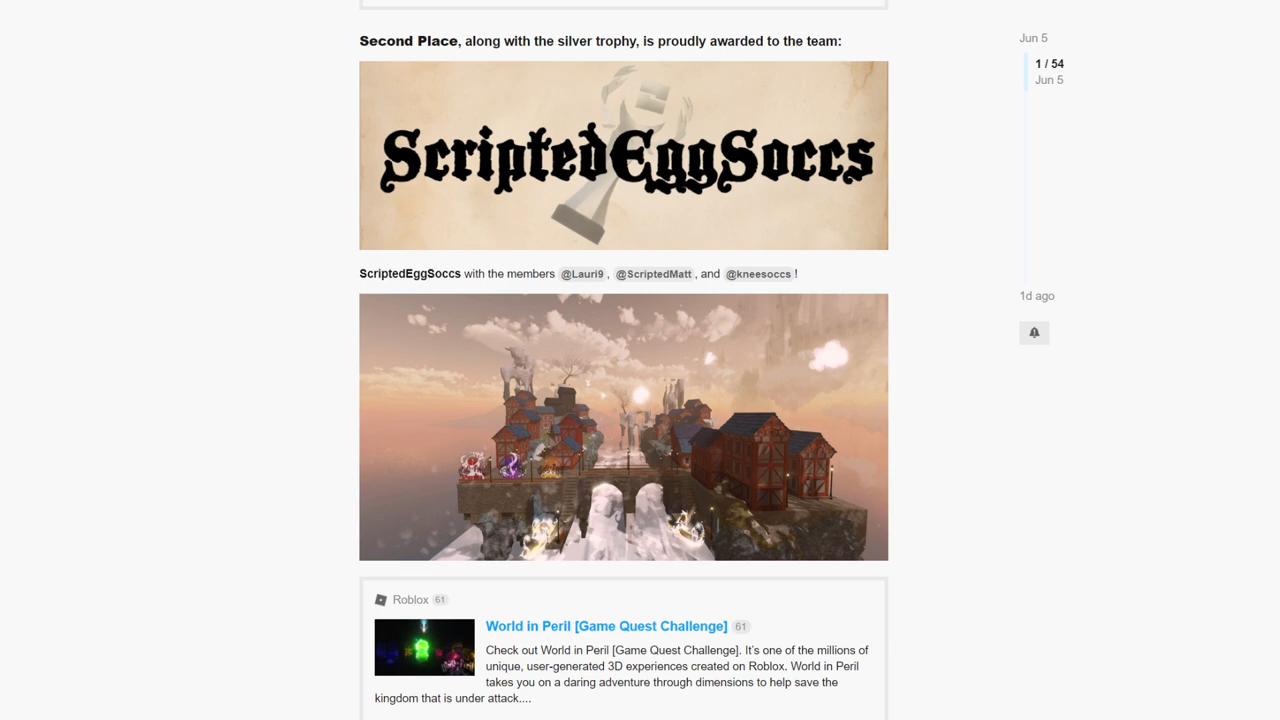 Second Place, along with the silver trophy, is proudly awarded to the team:
ScriptedEggSoccs
ScriptedEggSoccs with the members @Lauri9 , @ScriptedMatt , and @kneesoccs !
Roblox 61
World in Peril [Game Quest Challenge] 61
Check out World in Peril [Game Quest Challenge]. It's one of the millions of
unique, user-generated 3D experiences created on Roblox. World in Peril
takes you on a daring adventure through dimensions to help save the
kingdom that is under attack....
Jun 5
1 / 54
Jun 5
1d ago